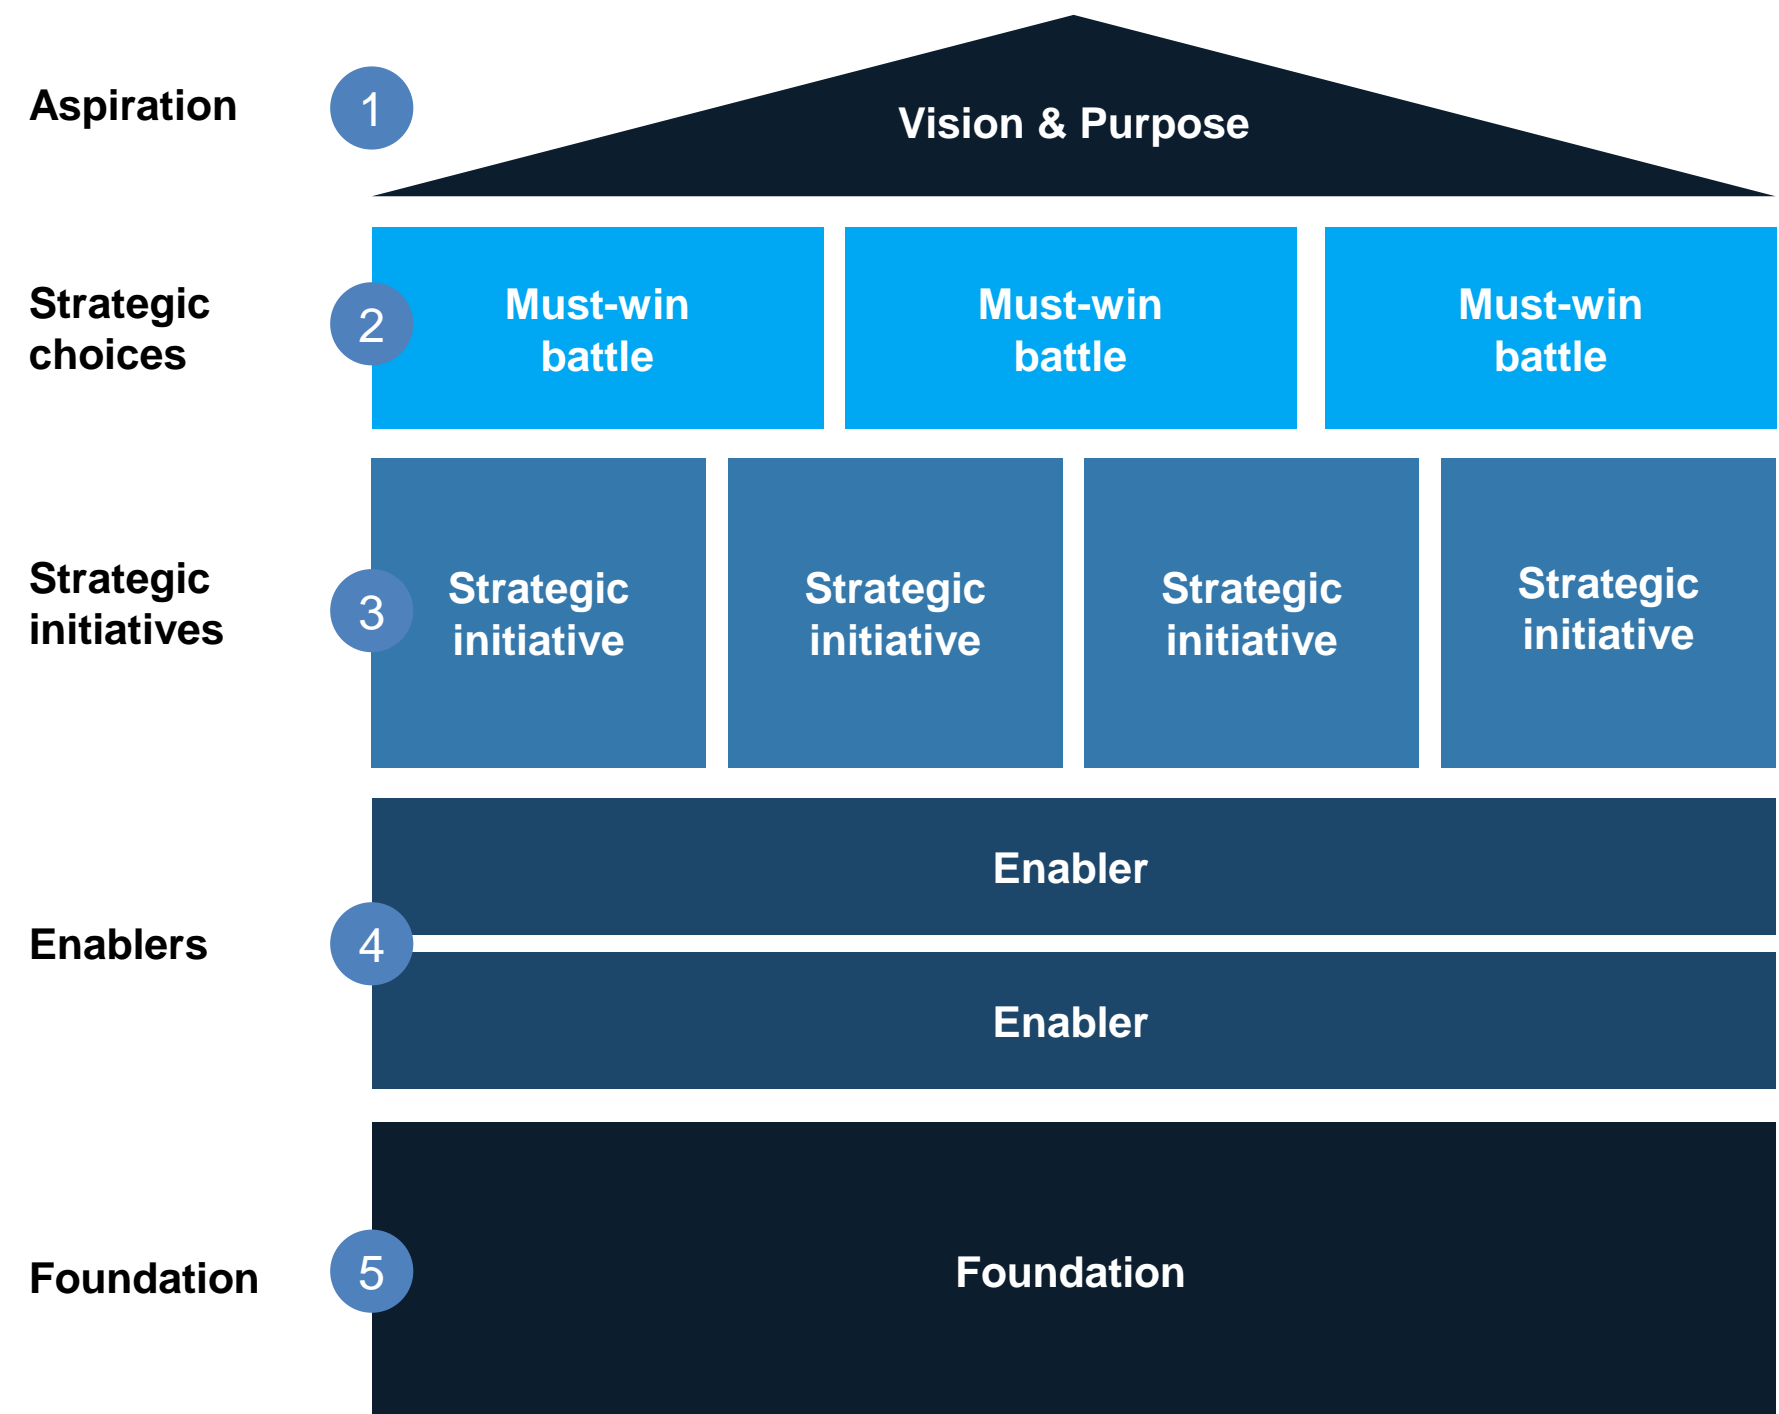 Aspiration
1
Vision & Purpose
Strategic
choices
2
Must-win
battle
Must-win
battle
Must-win
battle
Strategic
initiatives
3
Strategic
initiative
Strategic
initiative
Strategic
initiative
Strategic
initiative
Enablers
4
Enabler
Enabler
Foundation
5
Foundation